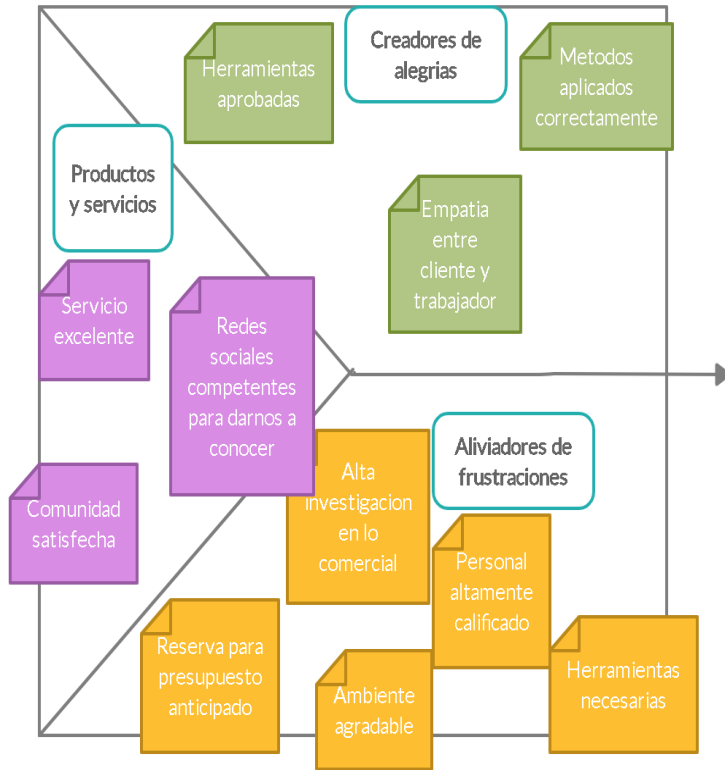 Creadores de
alegrias
Herramientas
aprobadas
Metodos
aplicados
correctamente
Productos
y servicios
Empatia
entre
cliente y
trabajador
Servicio
excelente
Redes
sociales
competentes
para darnos a
conocer
Aliviadores de
frustraciones
Alta
investigacion
en lo
comercial
Comunidad
satisfecha
Personal
altamente
calificado
Reserva para
presupuesto
anticipado
Ambiente
agradable
Herramientas
necesarias